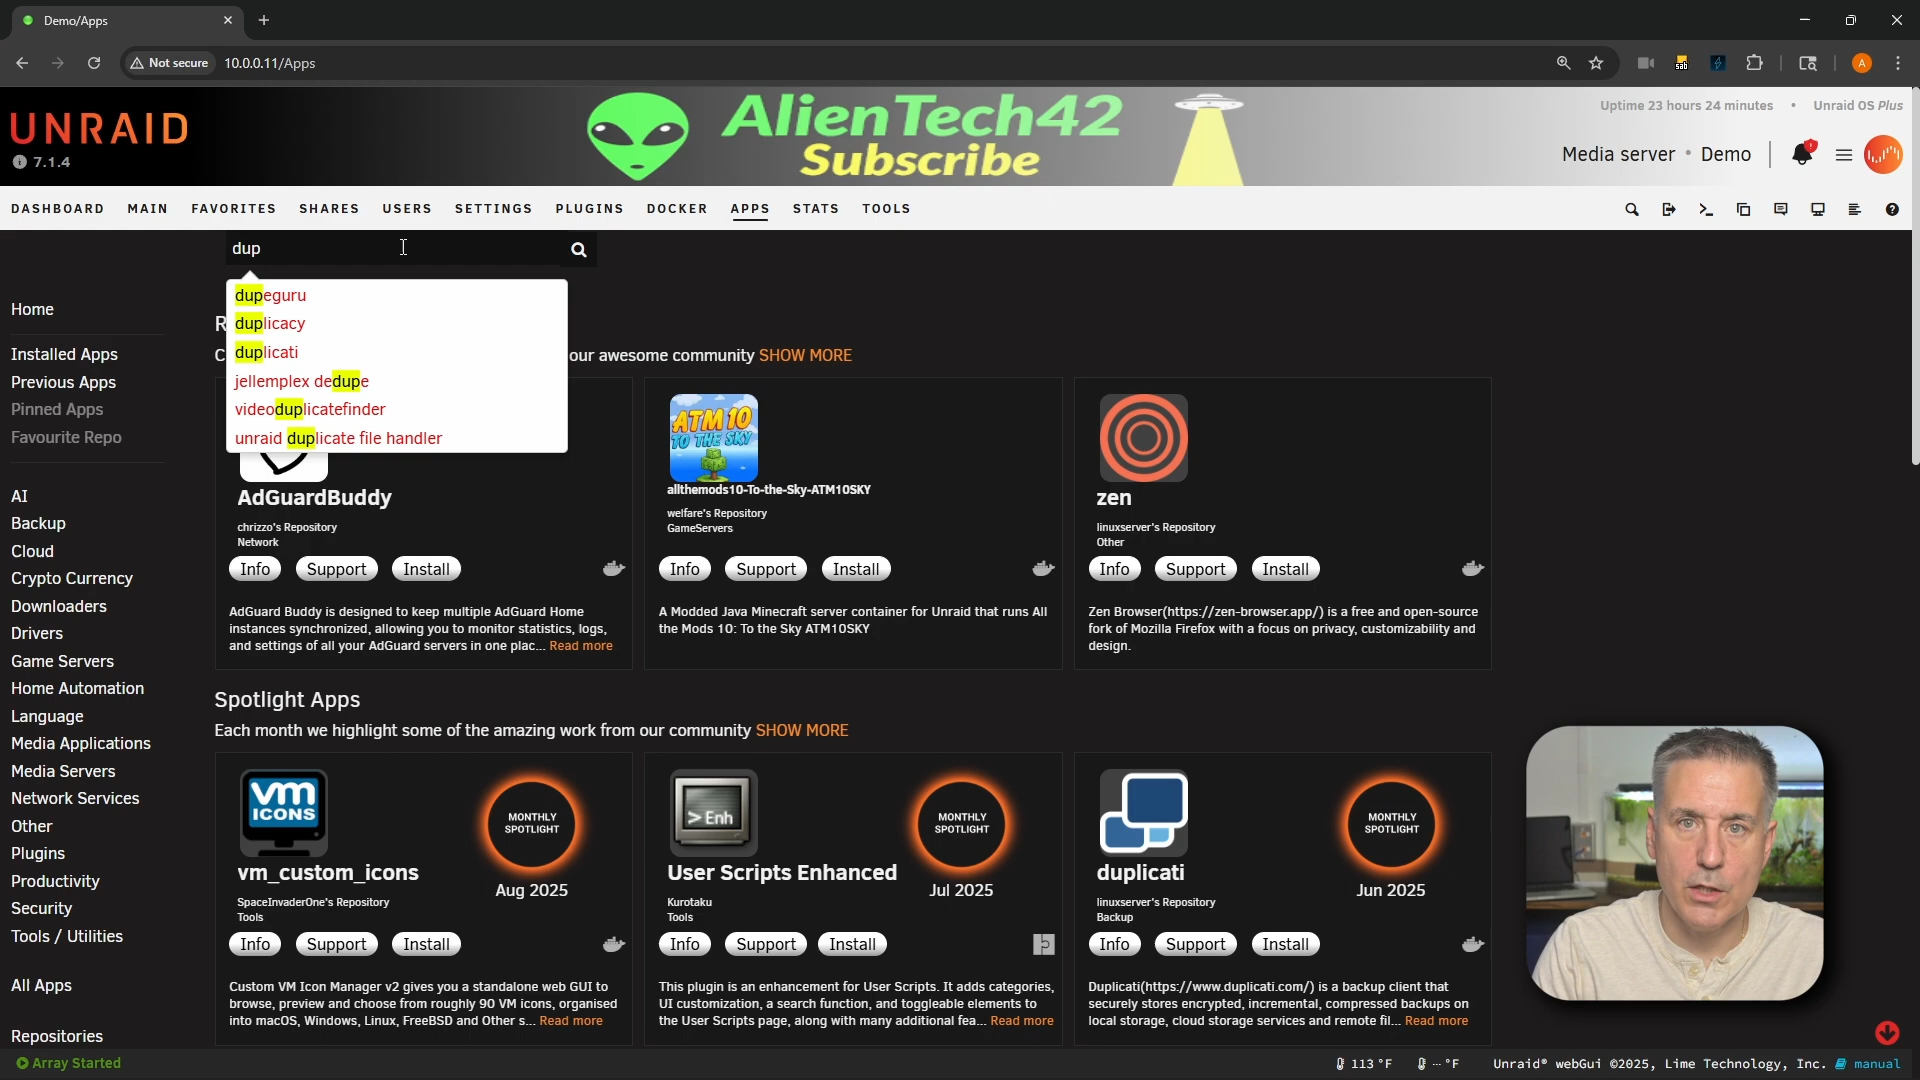 Demo/Apps
Not secure
10.0.0.11/Apps
sab
A
UNRAID
7.1.4
AlienTech42
Subscribe
Uptime 23 hours 24 minutes • Unraid OS Plus
Media server • Demo
DASHBOARD MAIN FAVORITES SHARES USERS SETTINGS PLUGINS DOCKER APPS STATS TOOLS
dup
dupeguru
duplicacy
duplicati
jellemplex dedupe
videoduplicatefinder
unraid duplicate file handler
Home
Installed Apps
Previous Apps
Pinned Apps
Favourite Repo
AI
Backup
Cloud
Crypto Currency
Downloaders
Drivers
Game Servers
Home Automation
Language
Media Applications
Media Servers
Network Services
Other
Plugins
Productivity
Security
Tools / Utilities
All Apps
Repositories
R
C
our awesome community SHOW MORE
AdGuardBuddy
chrizzo's Repository
Network
Info Support Install
AdGuard Buddy is designed to keep multiple AdGuard Home
instances synchronized, allowing you to monitor statistics, logs,
and settings of all your AdGuard servers in one plac... Read more
ATM 10
TO THE SKY
allthemods10-To-the-Sky-ATM10SKY
welfare's Repository
GameServers
Info Support Install
A Modded Java Minecraft server container for Unraid that runs All
the Mods 10: To the Sky ATM10SKY
zen
linuxserver's Repository
Other
Info Support Install
Zen Browser(https://zen-browser.app/) is a free and open-source
fork of Mozilla Firefox with a focus on privacy, customizability and
design.
Spotlight Apps
Each month we highlight some of the amazing work from our community SHOW MORE
vm
ICONS
MONTHLY
SPOTLIGHT
vm_custom_icons
Aug 2025
SpaceInvaderOne's Repository
Tools
Info Support Install
Custom VM Icon Manager v2 gives you a standalone web GUI to
browse, preview and choose from roughly 90 VM icons, organised
into macOS, Windows, Linux, FreeBSD and Other s... Read more
>Enh
MONTHLY
SPOTLIGHT
User Scripts Enhanced
Jul 2025
Kurotaku
Tools
Info Support Install
This plugin is an enhancement for User Scripts. It adds categories,
UI customization, a search function, and toggleable elements to
the User Scripts page, along with many additional fea... Read more
MONTHLY
SPOTLIGHT
duplicati
Jun 2025
linuxserver's Repository
Backup
Info Support Install
Duplicati(https://www.duplicati.com/) is a backup client that
securely stores encrypted, incremental, compressed backups on
local storage, cloud storage services and remote fil... Read more
Array Started
113 °F
-- °F
Unraid® webGui ©2025, Lime Technology, Inc. manual